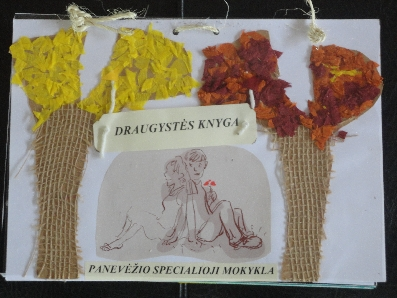 DRAUGYSTĖS KNYGA
PANEVĖŽIO SPECIALIOJI MOKYKLA